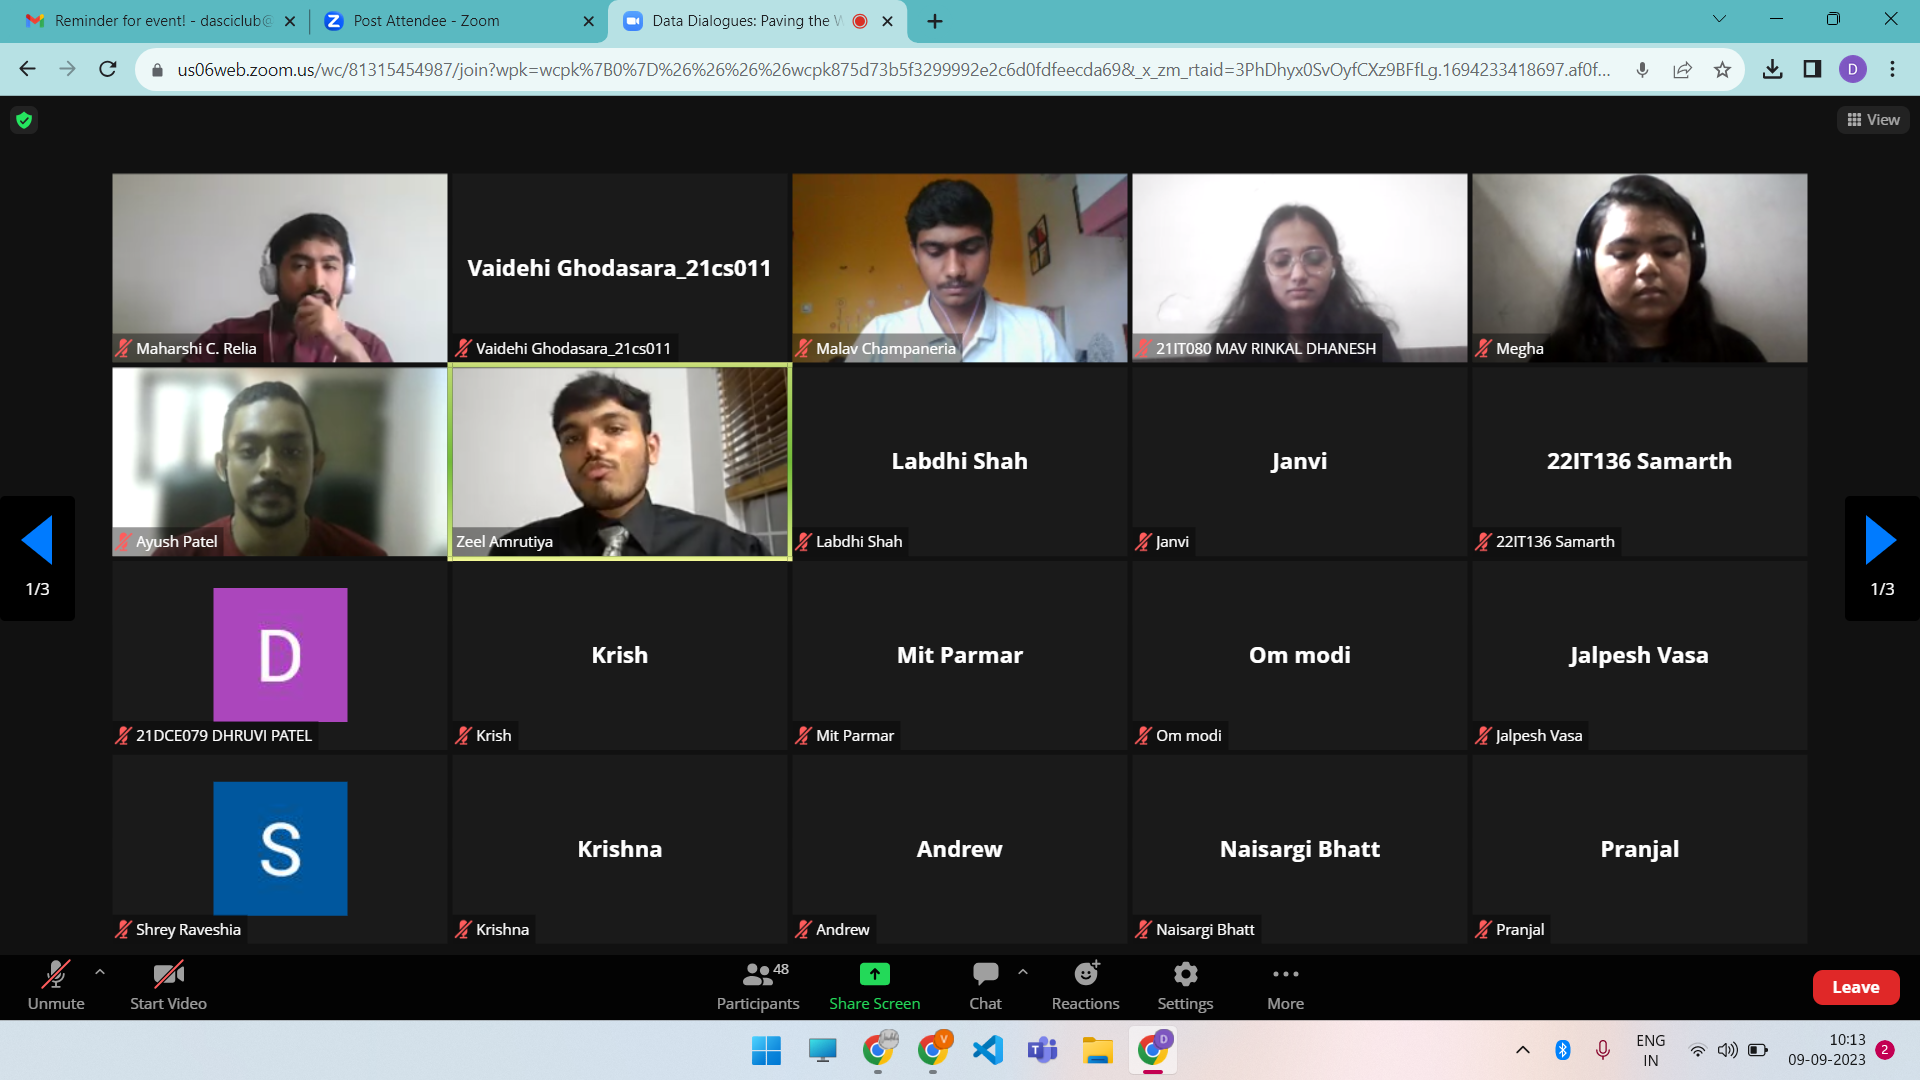 Reminder for event! - dasciclub@
Post Attendee - Zoom
Data Dialogues: Paving the W
us06web.zoom.us/wc/81315454987/join?wpk=wcpk%7B0%7D%26%26%26%26wcpk875d73b5f3299992e2c6d0fdfeecda69&_x_zm_rtaid=3PhDhyx0SvOyfCXz9BFfLg.1694233418697.af0f...
D
View
Maharshi C. Relia
Vaidehi Ghodasara_21cs011
Vaidehi Ghodasara_21cs011
Malav Champaneria
21IT080 MAV RINKAL DHANESH
Megha
Ayush Patel
Zeel Amrutiya
Labdhi Shah
Labdhi Shah
Janvi
Janvi
22IT136 Samarth
22IT136 Samarth
1/3
1/3
D
21DCE079 DHRUVI PATEL
Krish
Krish
Mit Parmar
Mit Parmar
Om modi
Om modi
Jalpesh Vasa
Jalpesh Vasa
S
Shrey Raveshia
Krishna
Krishna
Andrew
Andrew
Naisargi Bhatt
Naisargi Bhatt
Pranjal
Pranjal
Unmute
Start Video
48
Participants
Share Screen
Chat
Reactions
Settings
More
Leave
V
T
D
ENG
IN
10:13
09-09-2023
2